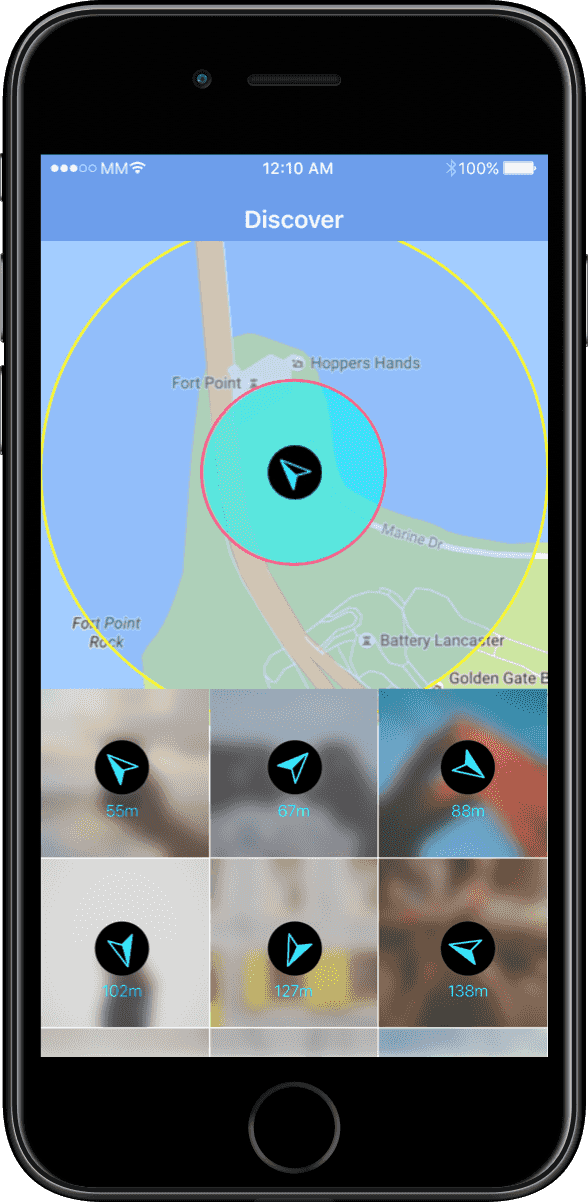 MM
12:10 AM
100%
Discover
Hoppers Hands
Fort Point
Marine Dr
Fort Point
Rock
Battery Lancaster
Golden Gate B
55m
67m
88m
102m
127m
138m